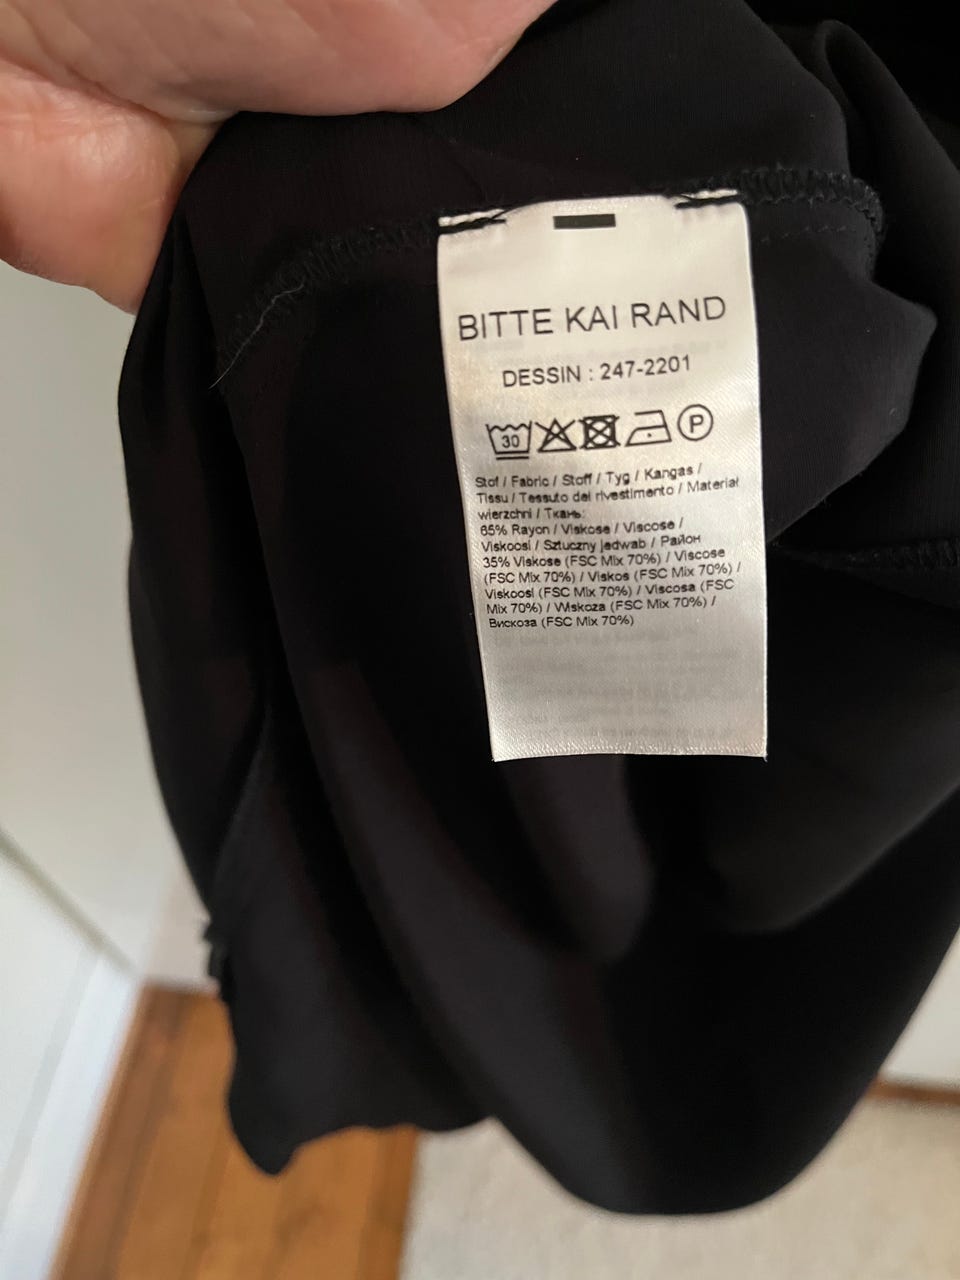 BITTE KAI RAND
DESSIN : 247-2201
30 P
Stof / Fabric / Stoff / Tyg / Kangas /
Tissu / Tessuto del rivestimento / Materiał
wierzchni / Ткань:
65% Rayon / Viskose / Viscose /
Viskoosi / Sztuczny jedwab / Район
35% Viskose (FSC Mix 70%) / Viscose
(FSC Mix 70%) / Viskos (FSC Mix 70%) /
Viskoosi (FSC Mix 70%) / Viscosa (FSC
Mix 70%) / Wiskoza (FSC Mix 70%) /
Вискоза (FSC Mix 70%)